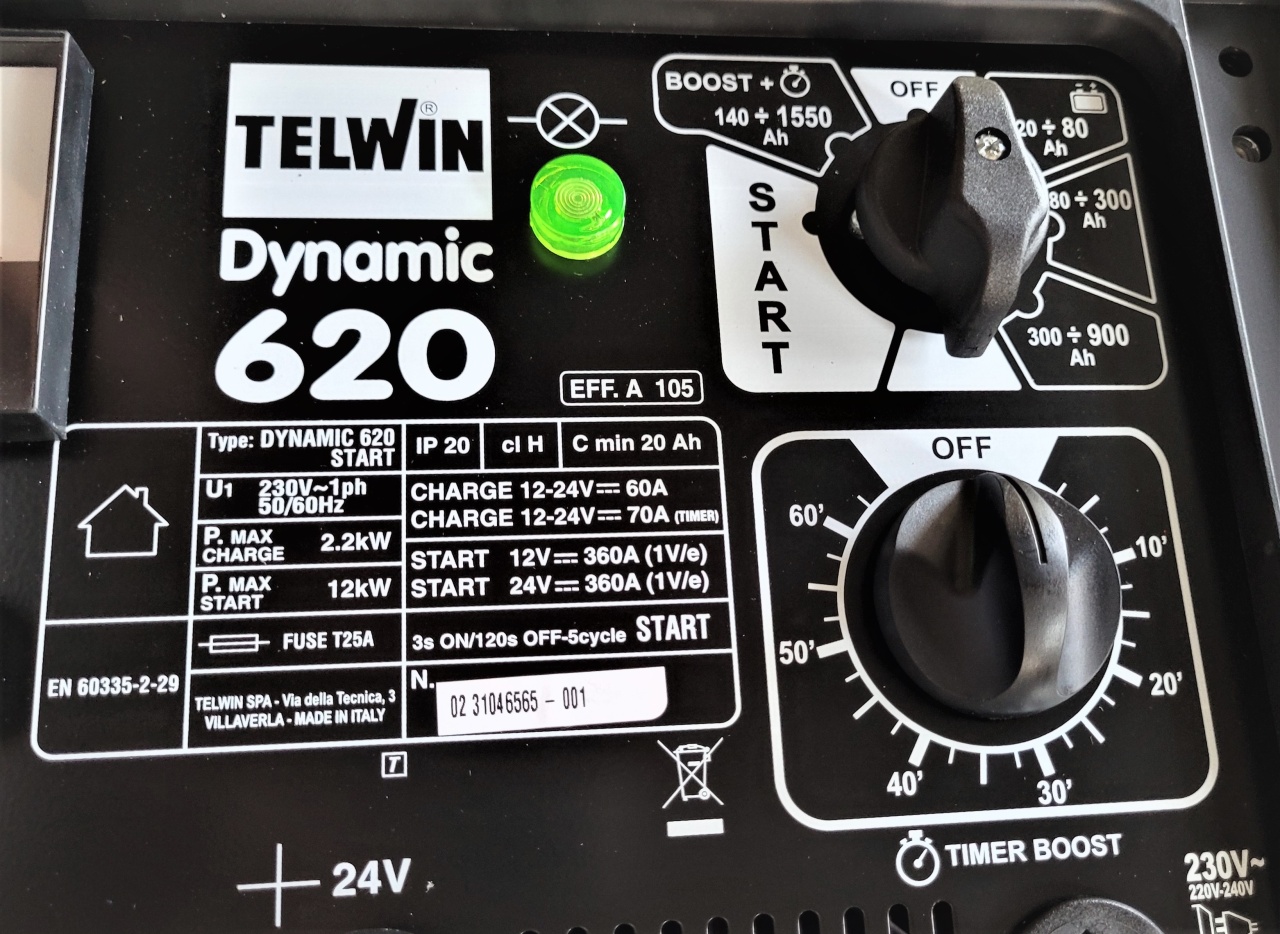 TELWIN®
Dynamic
620
EFF. A 105
BOOST +
140 ÷ 1550
Ah
OFF
20 ÷ 80
Ah
80 ÷ 300
Ah
300 ÷ 900
Ah
START
Type: DYNAMIC 620
START
IP 20
cl H
C min 20 Ah
U1 230V~1ph
50/60Hz
CHARGE 12-24V 60A
CHARGE 12-24V 70A (TIMER)
P. MAX
CHARGE 2.2kW
START 12V 360A (1V/e)
START 24V 360A (1V/e)
P. MAX
START 12kW
FUSE T25A
3s ON/120s OFF-5cycle START
EN 60335-2-29
TELWIN SPA - Via della Tecnica, 3
VILLAVERLA - MADE IN ITALY
N.
02 31046565 - 001
T
OFF
10'
20'
30'
40'
50'
60'
TIMER BOOST
+ 24V
230V~
220V-240V